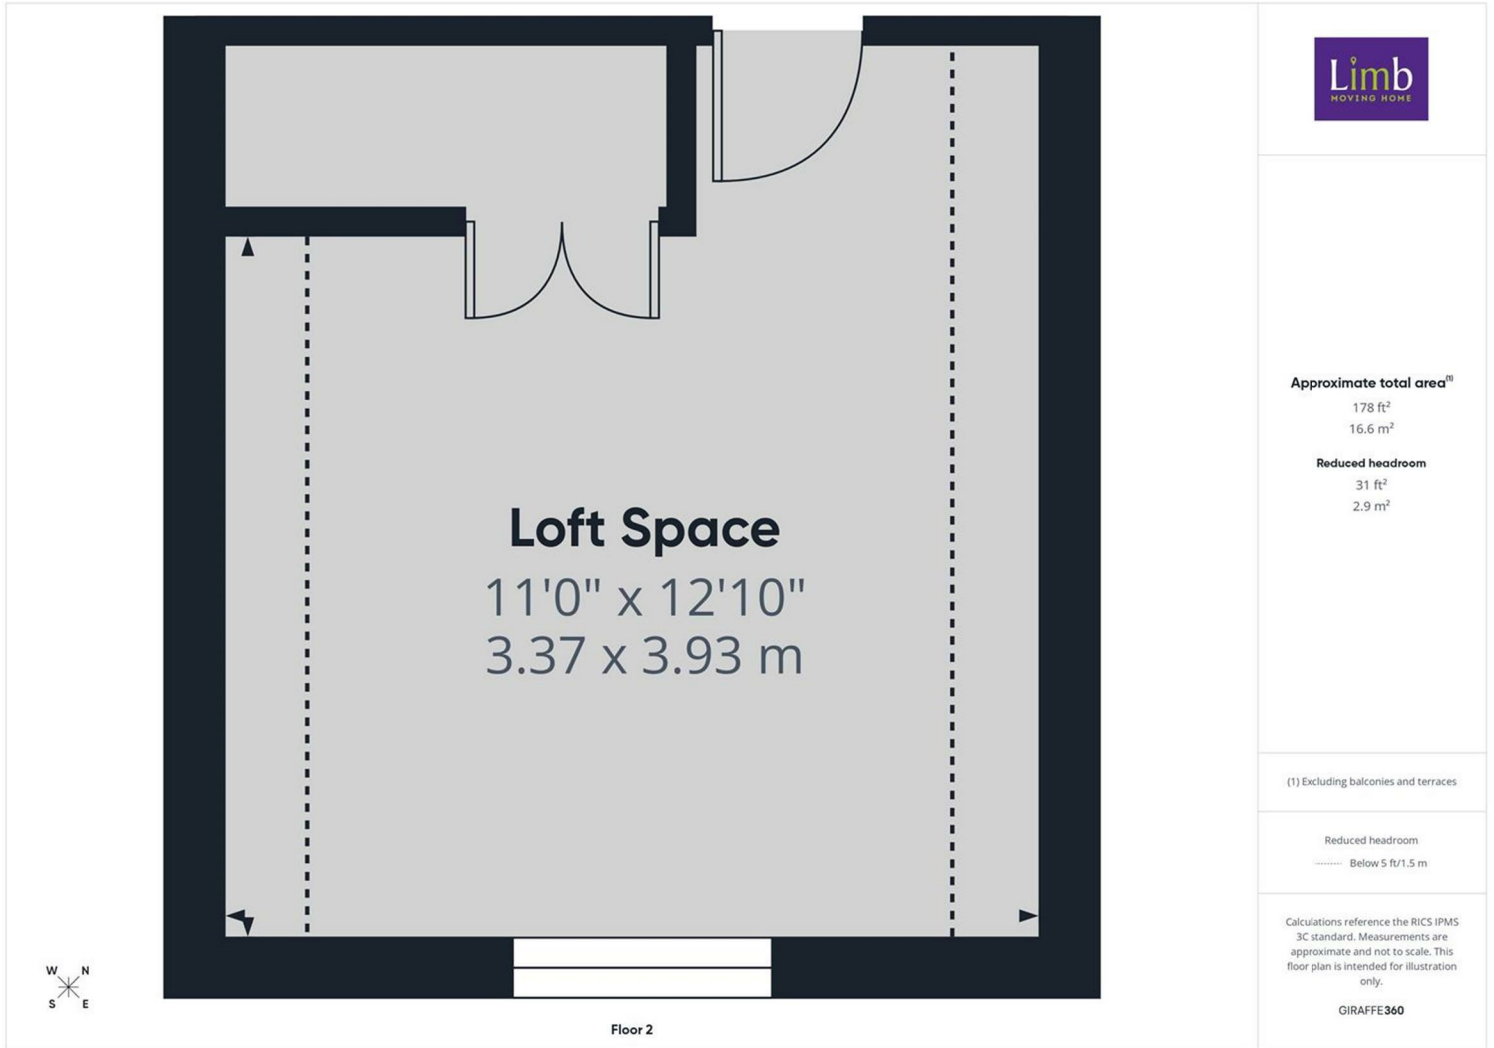 Limb
MOVING HOME
Approximate total area(1)
178 ft²
16.6 m²
Reduced headroom
31 ft²
2.9 m²
Loft Space
11'0" x 12'10"
3.37 x 3.93 m
(1) Excluding balconies and terraces
Reduced headroom
Below 5 ft/1.5 m
Calculations reference the RICS IPMS
3C standard. Measurements are
approximate and not to scale. This
floor plan is intended for illustration
only.
GIRAFFE360
W N
S E
Floor 2